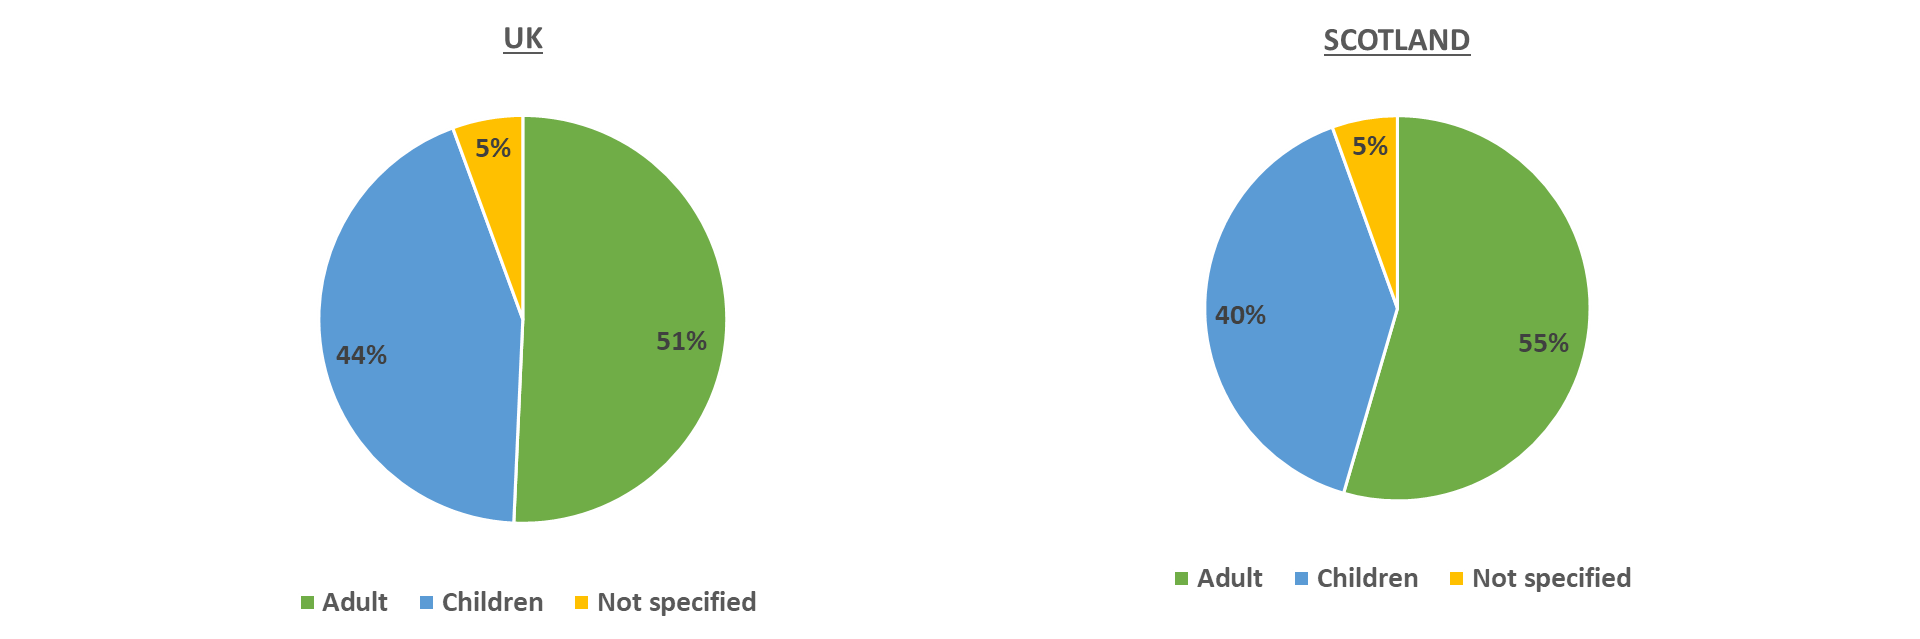 UK
5%
44%
51%
Adult Children Not specified
SCOTLAND
5%
40%
55%
Adult Children Not specified